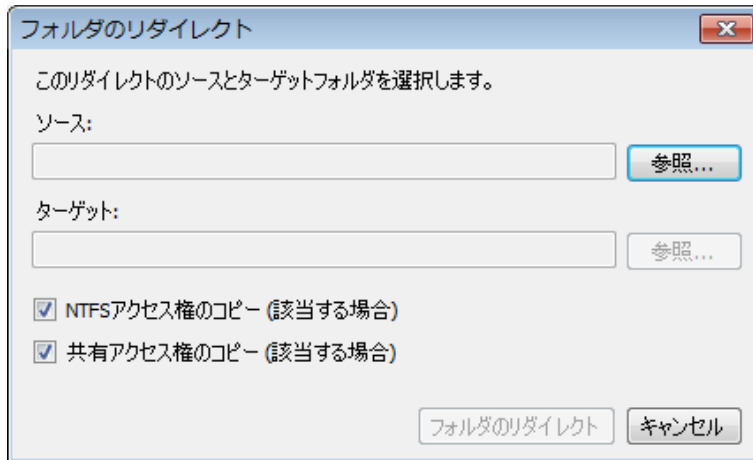 フォルダのリダイレクト
このリダイレクトのソースとターゲットフォルダを選択します。
ソース:
参照...
ターゲット:
参照...
NTFSアクセス権のコピー (該当する場合)
共有アクセス権のコピー (該当する場合)
フォルダのリダイレクト キャンセル